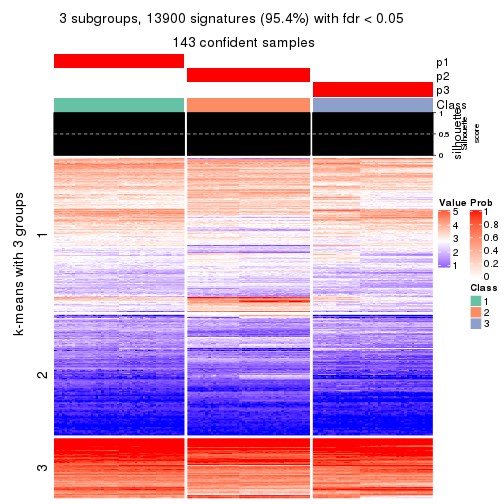 3 subgroups, 13900 signatures (95.4%) with fdr < 0.05
143 confident samples
p1
p2
p3
Class
1
0.5
0
silhouette
Silhouette
score
k-means with 3 groups
1
2
3
Value
5
4
3
2
1
Prob
1
0.8
0.6
0.4
0.2
0
Class
1
2
3